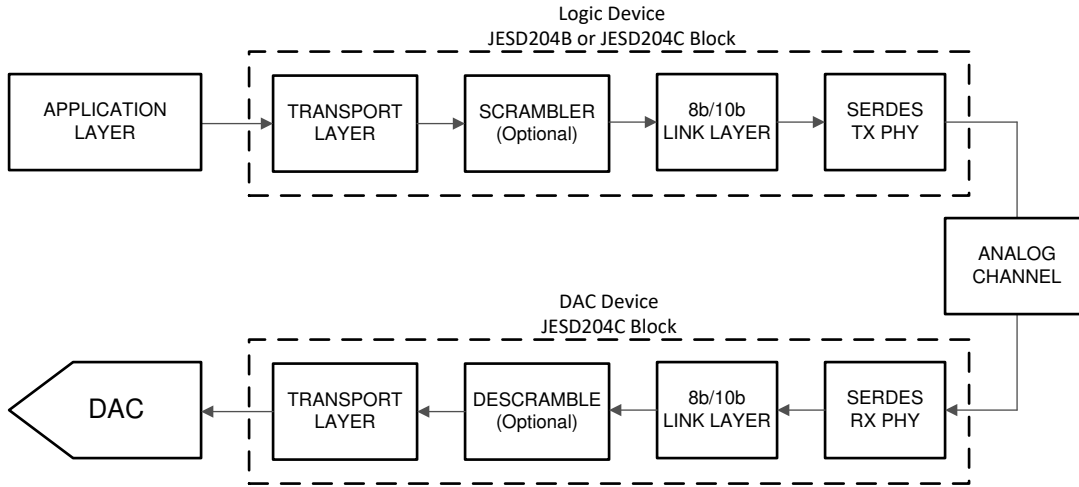 Logic Device
JESD204B or JESD204C Block
APPLICATION
LAYER
TRANSPORT
LAYER
SCRAMBLER
(Optional)
8b/10b
LINK LAYER
SERDES
TX PHY
ANALOG
CHANNEL
DAC Device
JESD204C Block
DAC
TRANSPORT
LAYER
DESCRAMBLE
(Optional)
8b/10b
LINK LAYER
SERDES
RX PHY